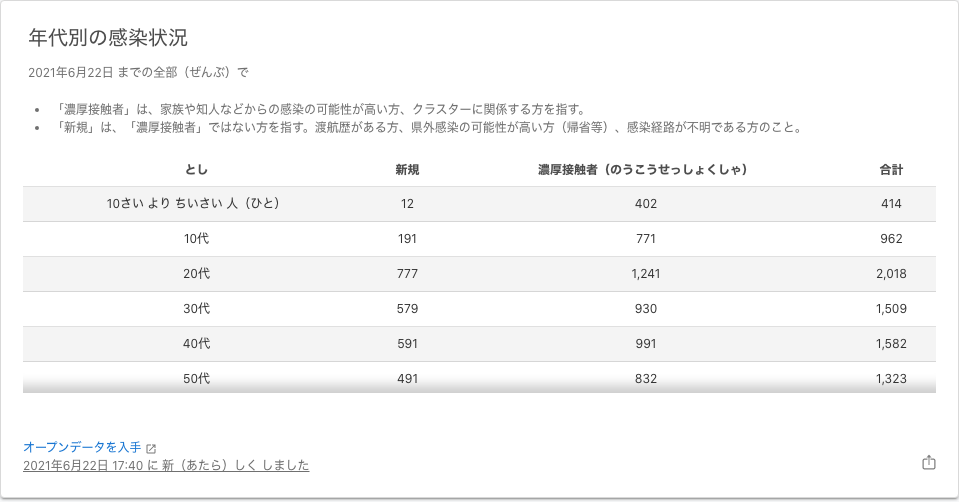 年代別の感染状況
2021年6月22日 までの全部（ぜんぶ）で
• 「濃厚接触者」は、家族や知人などからの感染の可能性が高い方、クラスターに関係する方を指す。
• 「新規」は、「濃厚接触者」ではない方を指す。渡航歴がある方、県外感染の可能性が高い方（帰省等）、感染経路が不明である方のこと。
とし 新規 濃厚接触者（のうこうせっしょくしゃ） 合計
10さい より ちいさい 人（ひと） 12 402 414
10代 191 771 962
20代 777 1,241 2,018
30代 579 930 1,509
40代 591 991 1,582
50代 491 832 1,323
オープンデータを入手
2021年6月22日 17:40 に 新（あたら）しく しました